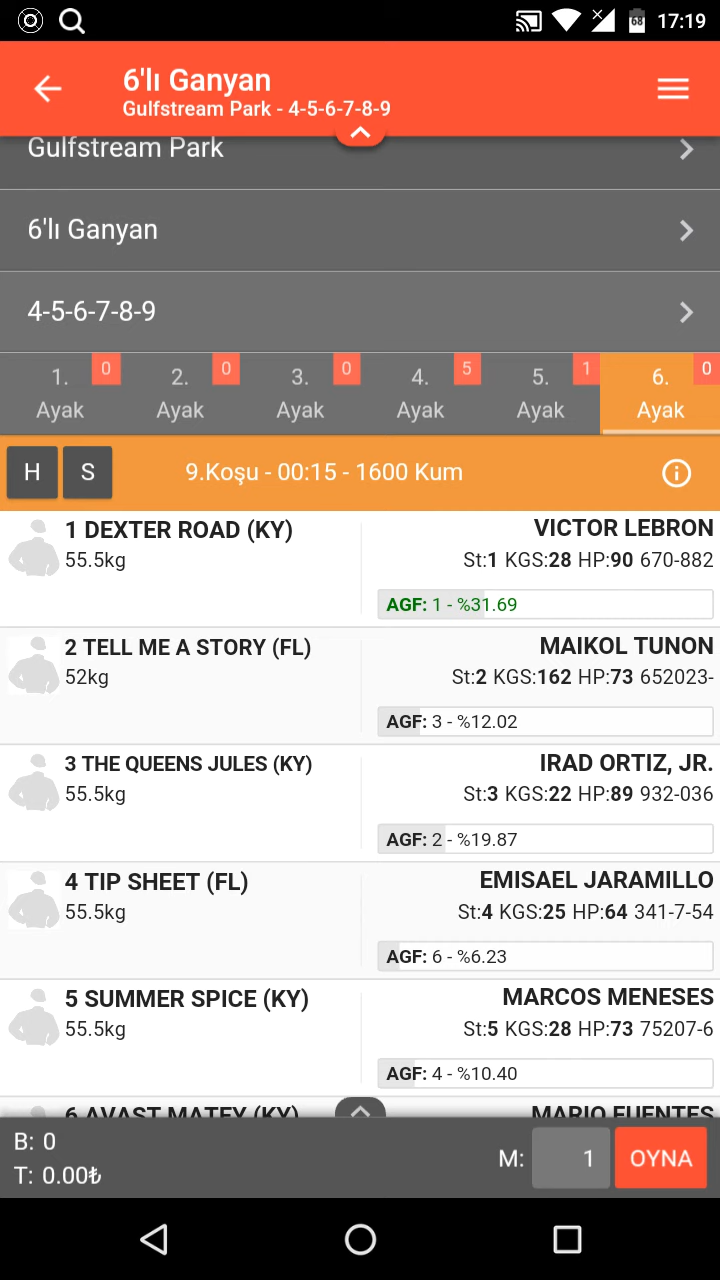 68 17:19
6'lı Ganyan
Gulfstream Park - 4-5-6-7-8-9
Gulfstream Park
6'lı Ganyan
4-5-6-7-8-9
1. Ayak 0
2. Ayak 0
3. Ayak 0
4. Ayak 5
5. Ayak 1
6. Ayak 0
H S 9.Koşu - 00:15 - 1600 Kum
1 DEXTER ROAD (KY) VICTOR LEBRON
55.5kg St:1 KGS:28 HP:90 670-882
AGF: 1 - %31.69
2 TELL ME A STORY (FL) MAIKOL TUNON
52kg St:2 KGS:162 HP:73 652023-
AGF: 3 - %12.02
3 THE QUEENS JULES (KY) IRAD ORTIZ, JR.
55.5kg St:3 KGS:22 HP:89 932-036
AGF: 2 - %19.87
4 TIP SHEET (FL) EMISAEL JARAMILLO
55.5kg St:4 KGS:25 HP:64 341-7-54
AGF: 6 - %6.23
5 SUMMER SPICE (KY) MARCOS MENESES
55.5kg St:5 KGS:28 HP:73 75207-6
AGF: 4 - %10.40
6 AVAST MATEY (KY) MARIO FUENTES
B: 0
T: 0.00₺
M: 1 OYNA